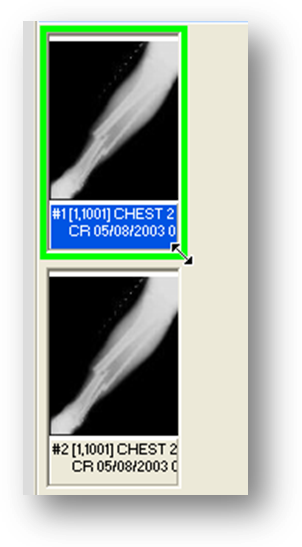 #1 [1,1001] CHEST 2
CR 05/08/2003 0
#2 [1,1001] CHEST 2
CR 05/08/2003 0